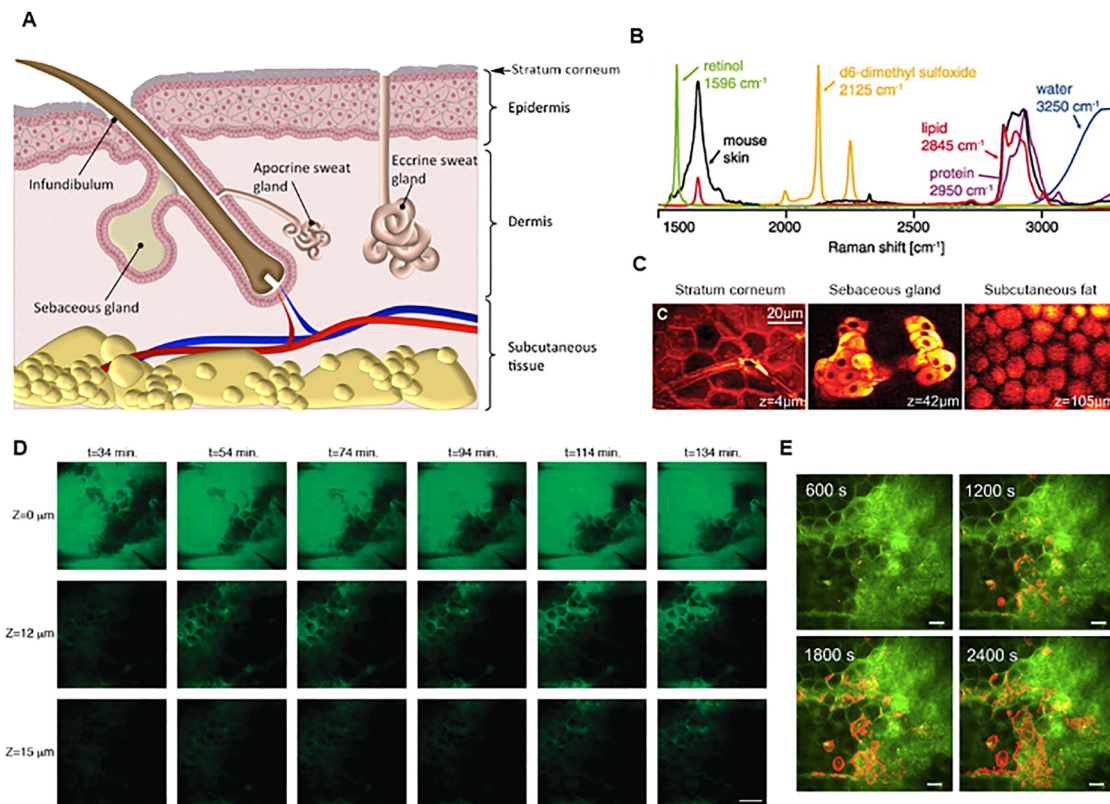 A
Stratum corneum
Epidermis
Infundibulum
Apocrine sweat
gland
Eccrine sweat
gland
Dermis
Sebaceous gland
Subcutaneous
tissue
B
retinol
1596 cm⁻¹
d6-dimethyl sulfoxide
2125 cm⁻¹
water
3250 cm⁻¹
mouse
skin
lipid
2845 cm⁻¹
protein
2950 cm⁻¹
1500 2000 2500 3000
Raman shift [cm⁻¹]
C
Stratum corneum Sebaceous gland Subcutaneous fat
C
20μm
z=4μm z=42μm z=105μm
D
t=34 min. t=54 min. t=74 min. t=94 min. t=114 min. t=134 min.
Z=0 μm
Z=12 μm
Z=15 μm
E
600 s 1200 s
1800 s 2400 s